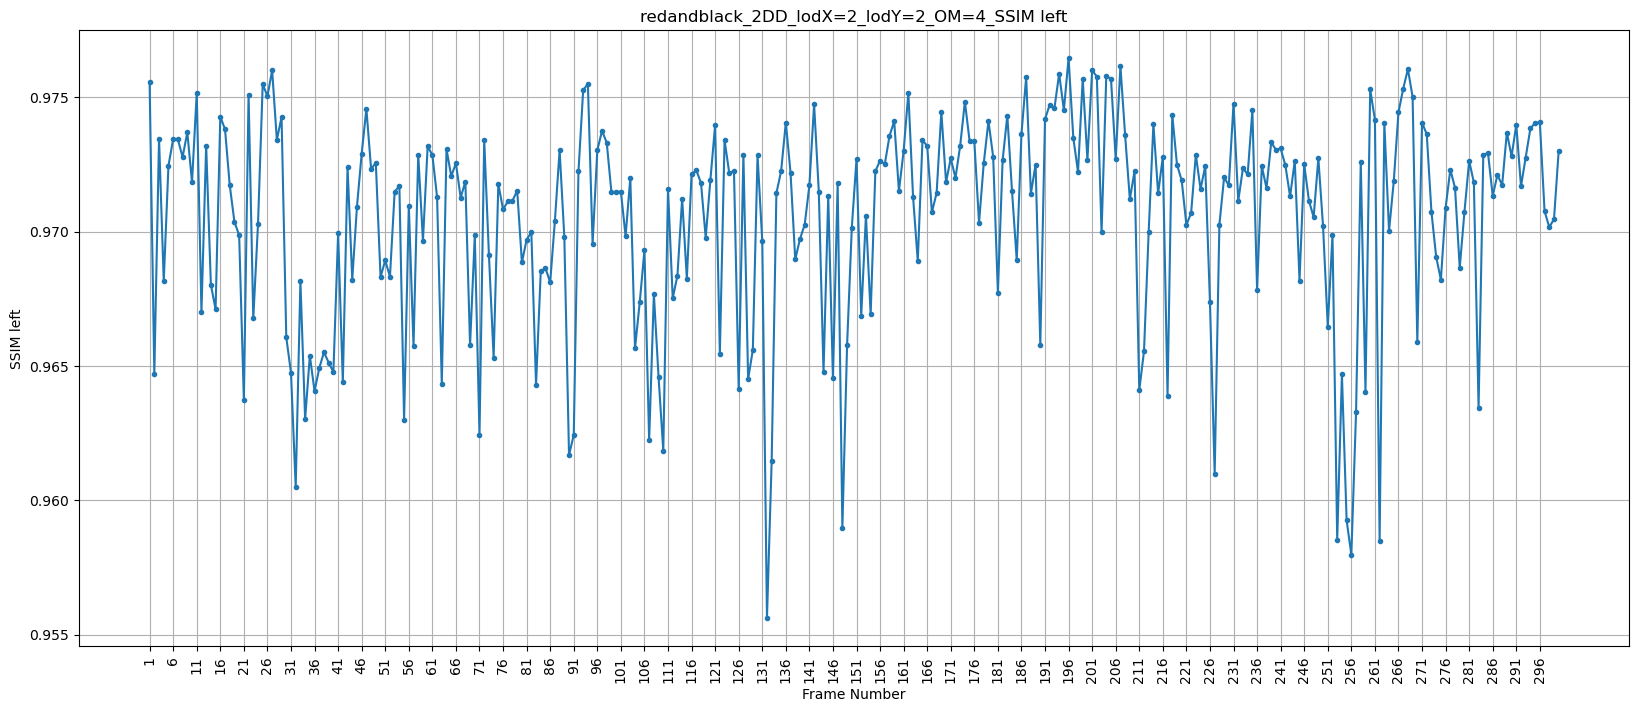 redandblack_2DD_lodX=2_lodY=2_OM=4_SSIM left
SSIM left
0.975
0.970
0.965
0.960
0.955
1 6 11 16 21 26 31 36 41 46 51 56 61 66 71 76 81 86 91 96 101 106 111 116 121 126 131 136 141 146 151 156 161 166 171 176 181 186 191 196 201 206 211 216 221 226 231 236 241 246 251 256 261 266 271 276 281 286 291 296
Frame Number